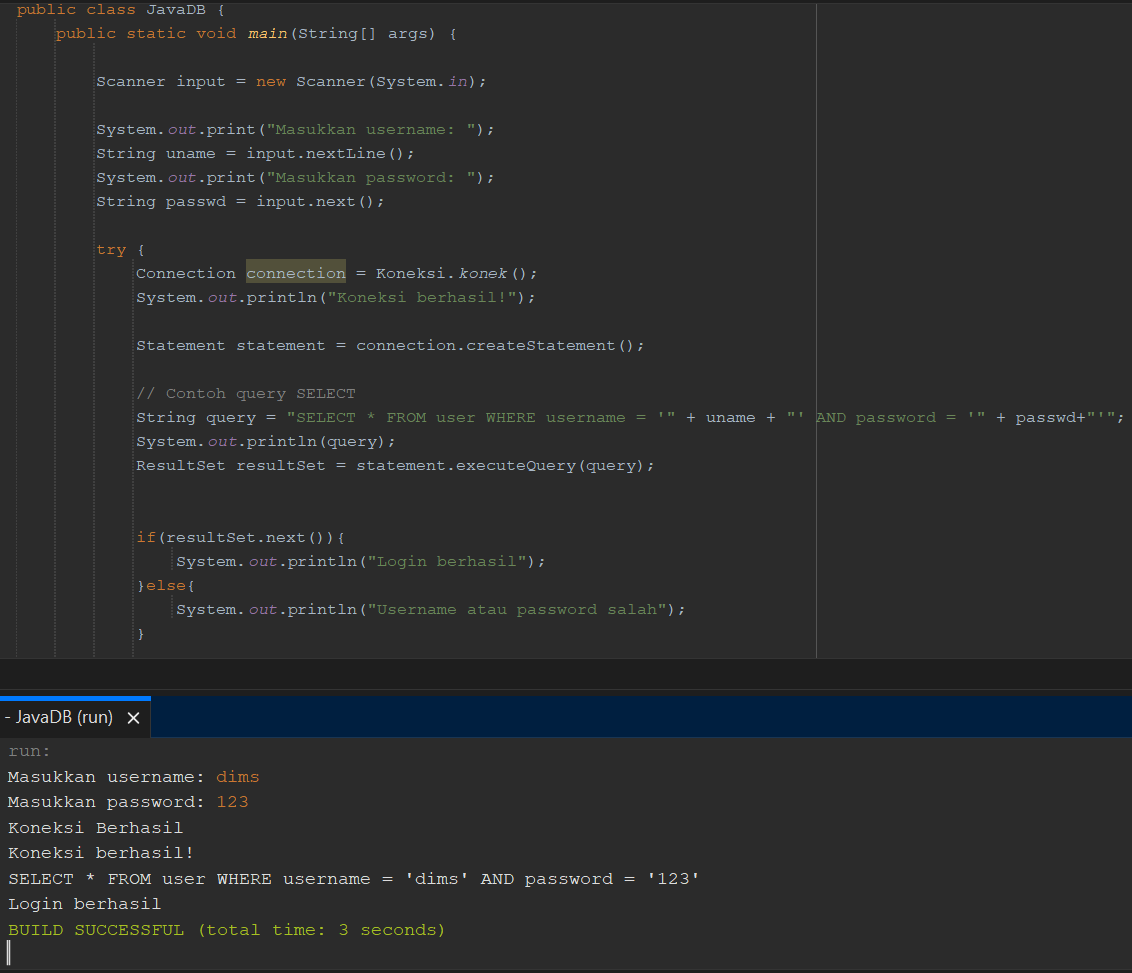 public class JavaDB {
public static void main(String[] args) {
Scanner input = new Scanner(System.in);
System.out.print("Masukkan username: ");
String uname = input.nextLine();
System.out.print("Masukkan password: ");
String passwd = input.next();
try {
Connection connection = Koneksi.konek();
System.out.println("Koneksi berhasil!");
Statement statement = connection.createStatement();
// Contoh query SELECT
String query = "SELECT * FROM user WHERE username = '" + uname + "' AND password = '" + passwd+"'";
System.out.println(query);
ResultSet resultSet = statement.executeQuery(query);
if(resultSet.next()){
System.out.println("Login berhasil");
}else{
System.out.println("Username atau password salah");
}
- JavaDB (run) ×
run:
Masukkan username: dims
Masukkan password: 123
Koneksi Berhasil
Koneksi berhasil!
SELECT * FROM user WHERE username = 'dims' AND password = '123'
Login berhasil
BUILD SUCCESSFUL (total time: 3 seconds)